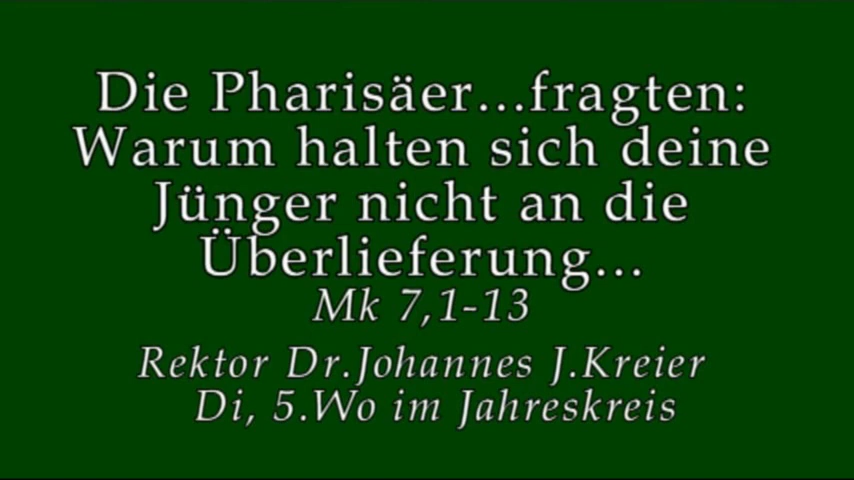 Die Pharisäer...fragten:
Warum halten sich deine
Jünger nicht an die
Überlieferung...
Mk 7,1-13
Rektor Dr.Johannes J.Kreier
Di, 5.Wo im Jahreskreis